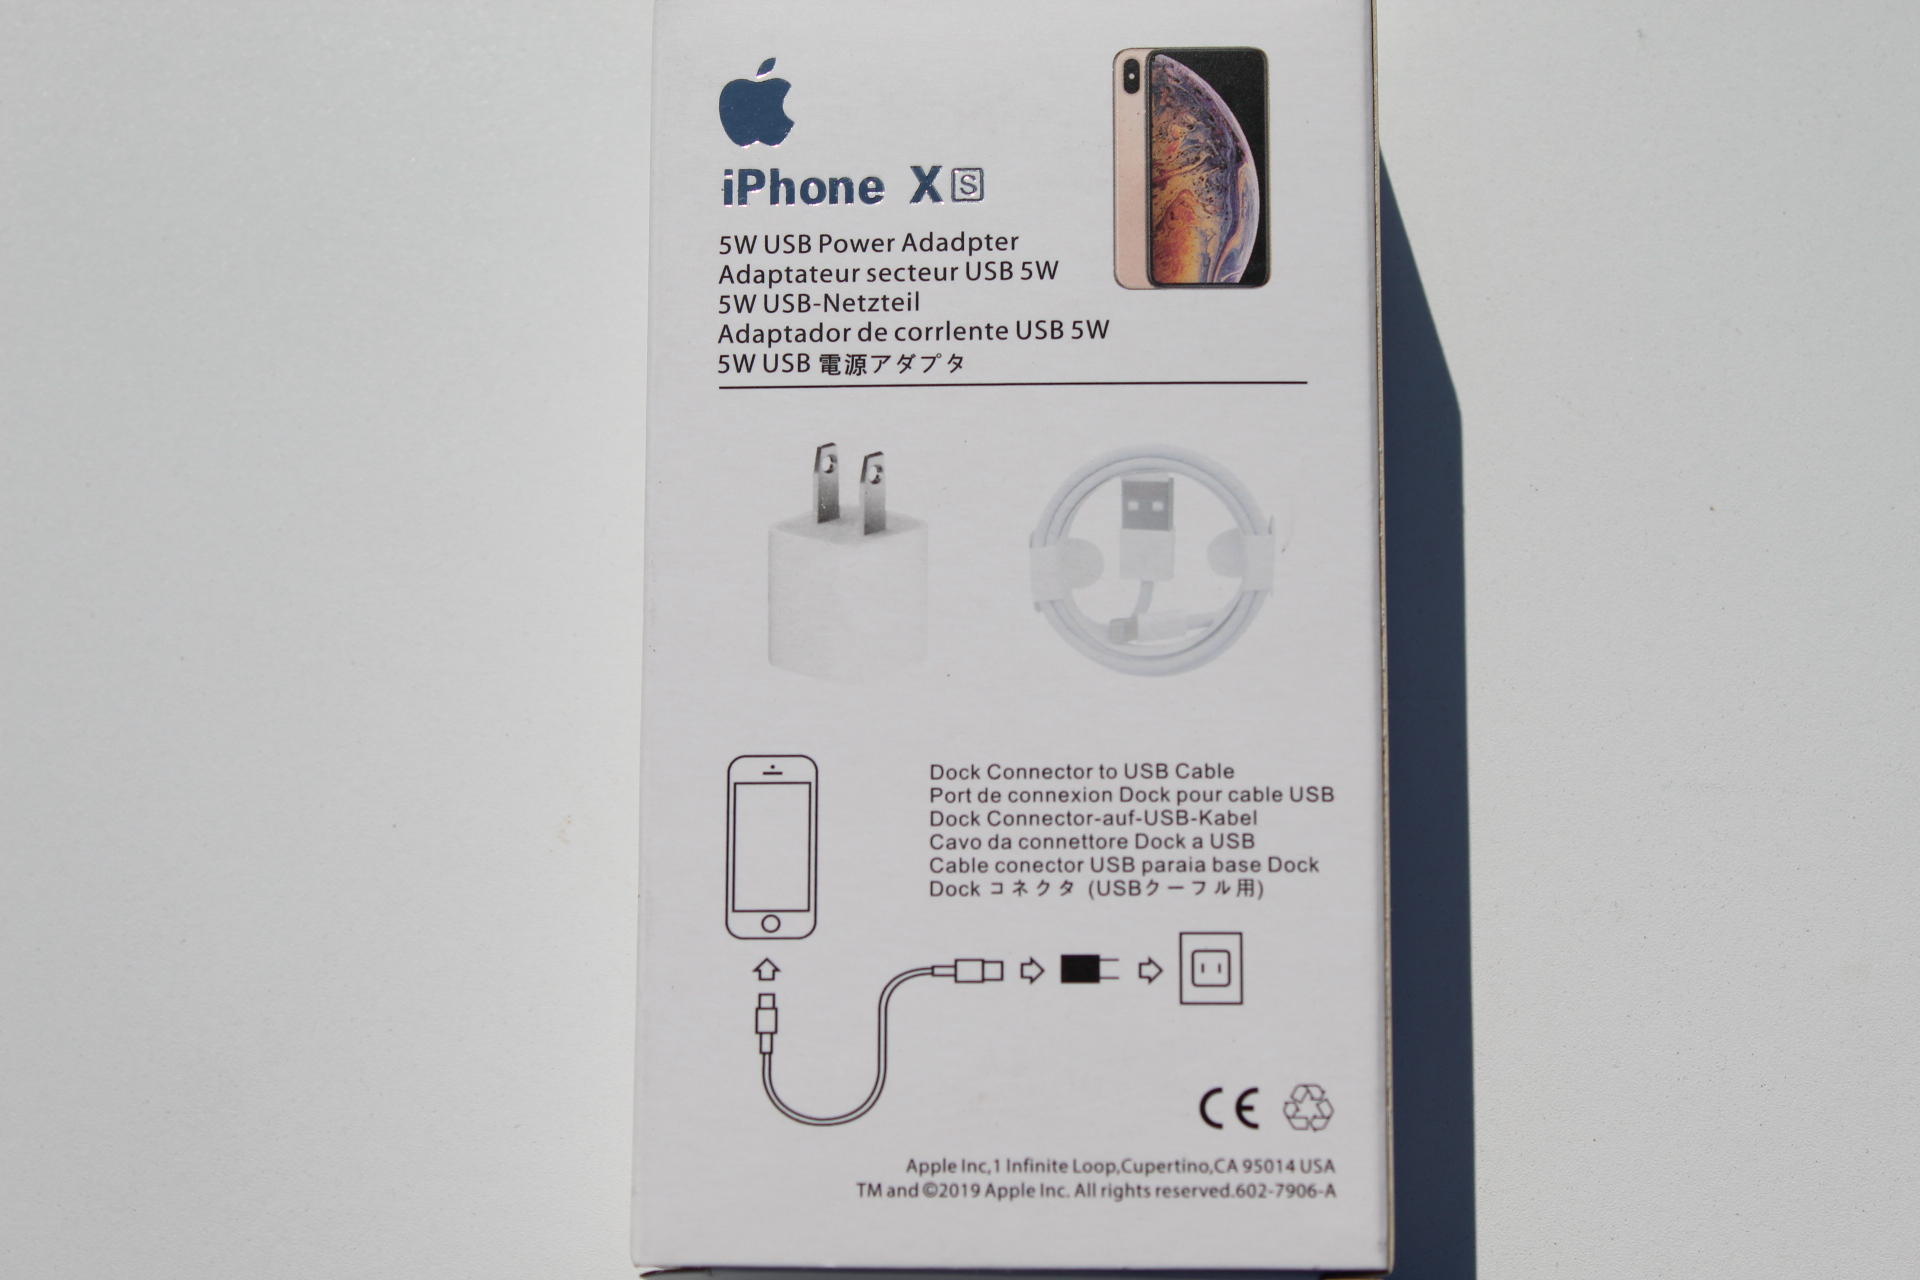 iPhone XS
5W USB Power Adadpter
Adaptateur secteur USB 5W
5W USB-Netzteil
Adaptador de corrlente USB 5W
5W USB 電源アダプタ
Dock Connector to USB Cable
Port de connexion Dock pour cable USB
Dock Connector-auf-USB-Kabel
Cavo da connettore Dock a USB
Cable conector USB paraia base Dock
Dock コネクタ (USBクーフル用)
CE
Apple Inc,1 Infinite Loop,Cupertino,CA 95014 USA
TM and ©2019 Apple Inc. All rights reserved.602-7906-A